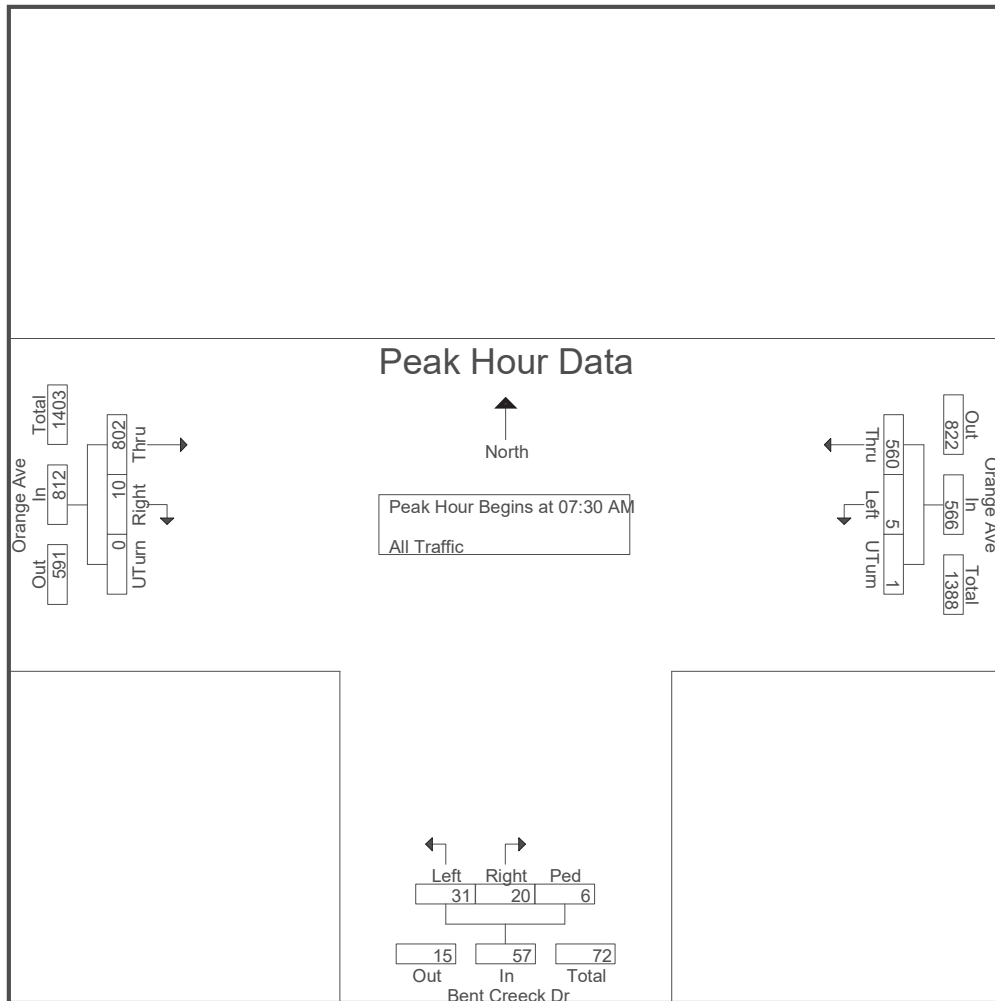 Peak Hour Data
North
Peak Hour Begins at 07:30 AM
All Traffic
Orange Ave
Total
1403
In
812
Out
591
802
Thru
10
Right
0
UTurn
Out
822
In
566
Total
1388
Orange Ave
Thru
560
Left
5
UTurn
1
Left Right Ped
31 20 6
15 57 72
Out In Total
Bent Creeck Dr